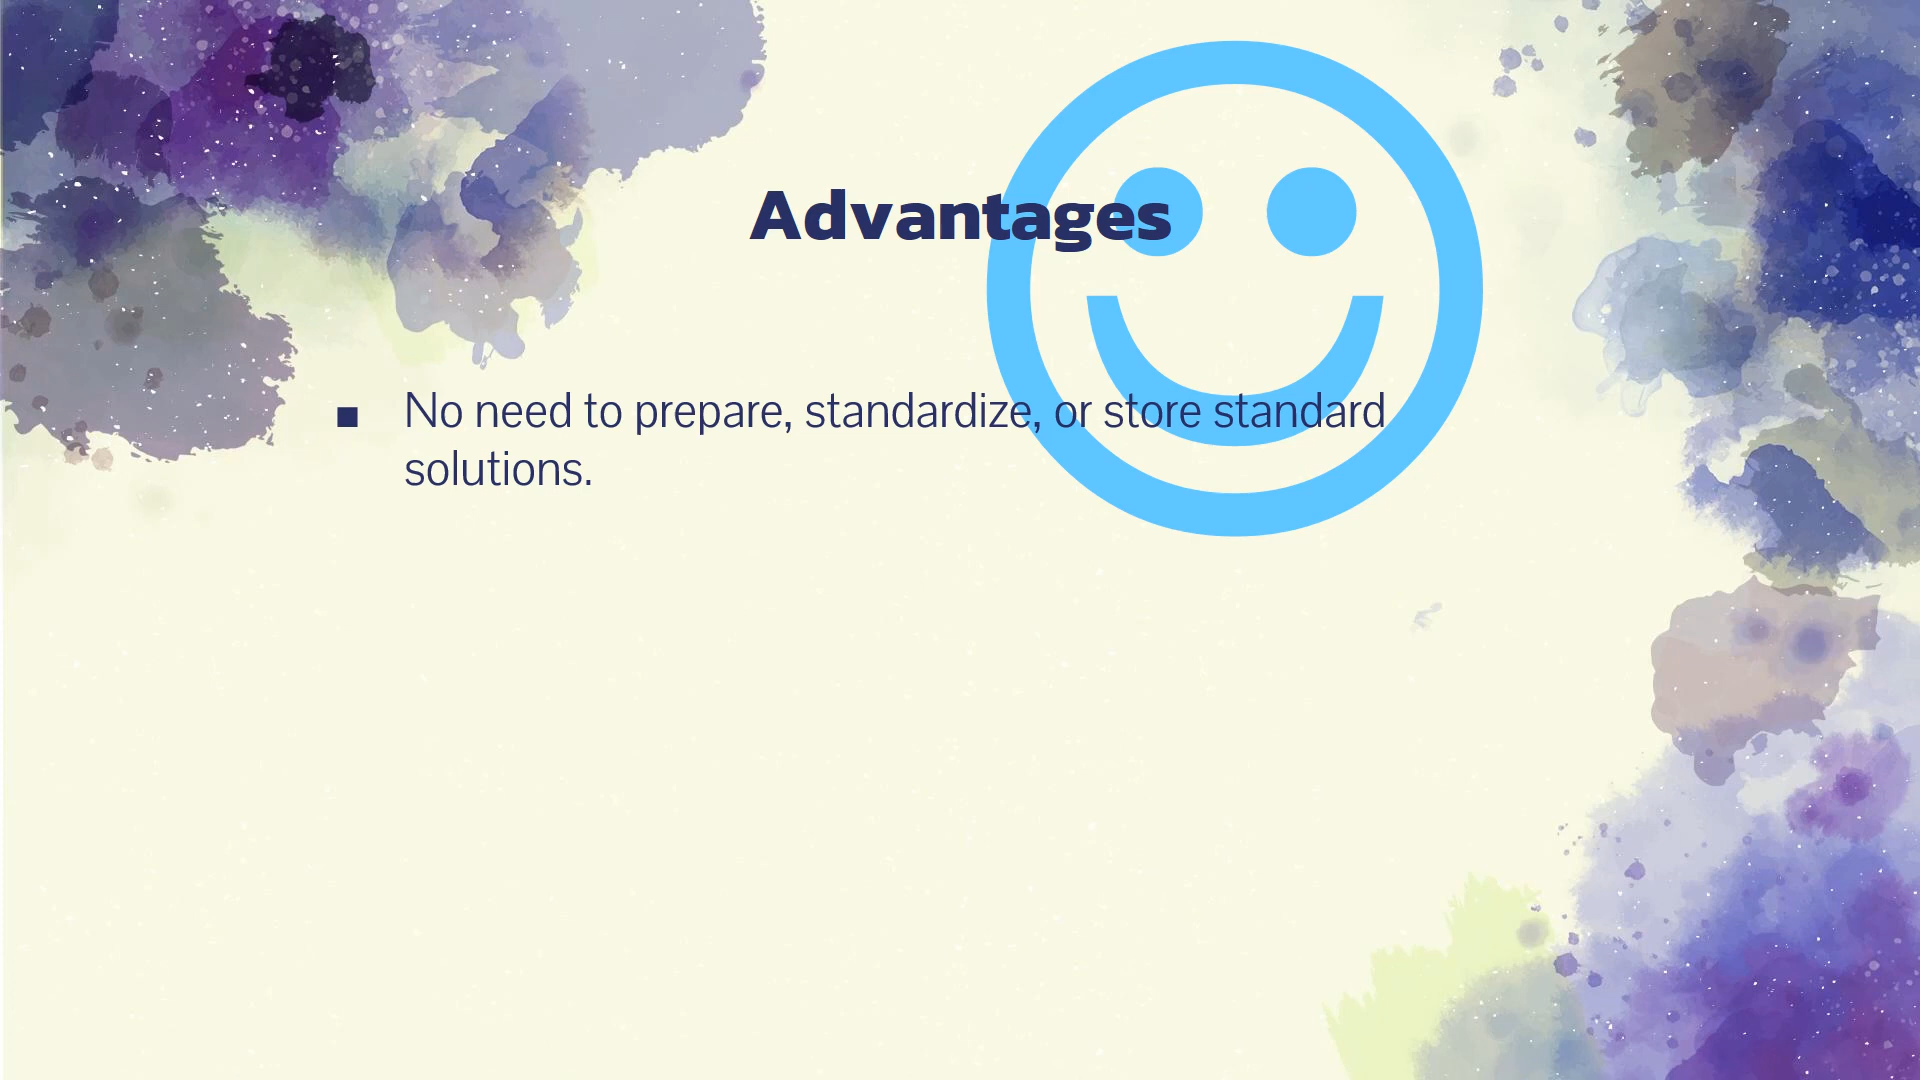 Advantages
▪ No need to prepare, standardize, or store standard
solutions.